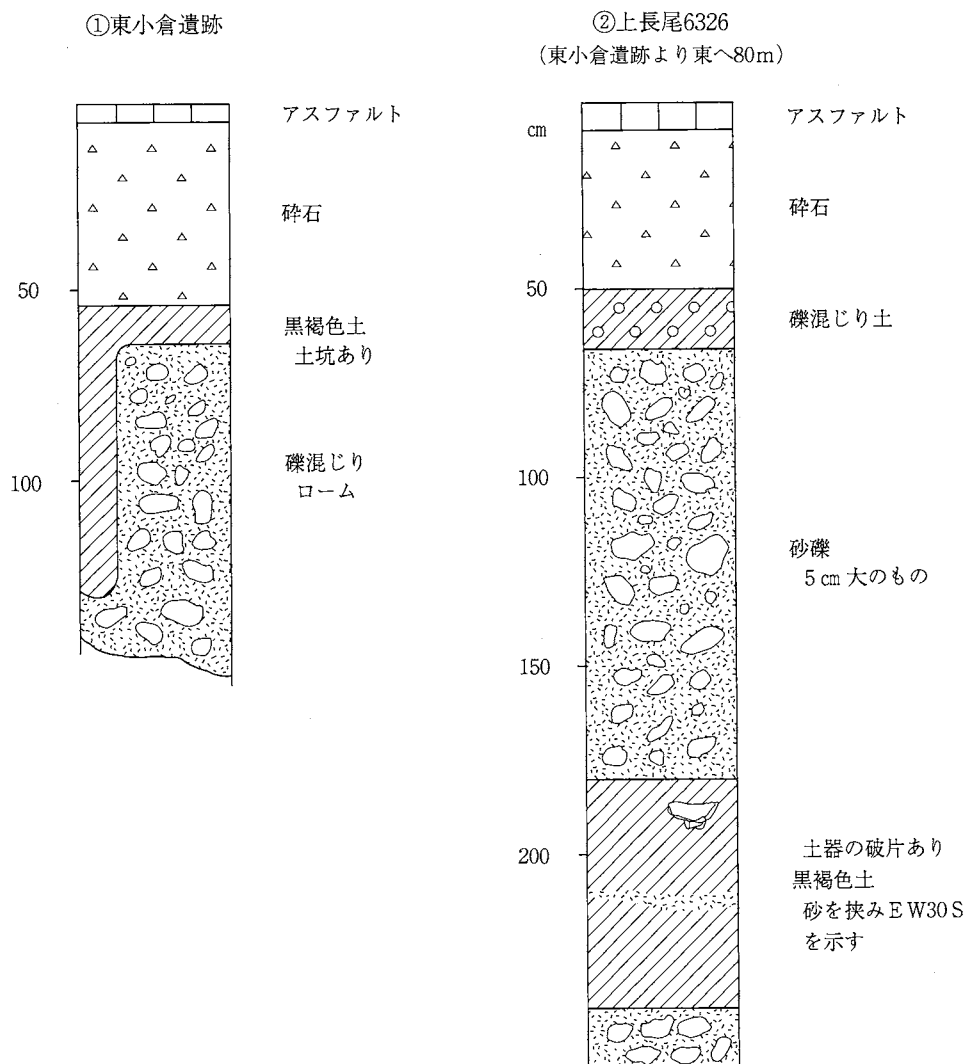 ①東小倉遺跡
アスファルト
砕石
50
黒褐色土
土坑あり
100
礫混じり
ローム
②上長尾6326
（東小倉遺跡より東へ80m）
cm
アスファルト
砕石
50
礫混じり土
100
砂礫
5㎝大のもの
150
200
土器の破片あり
黒褐色土
砂を挟みEW30S
を示す